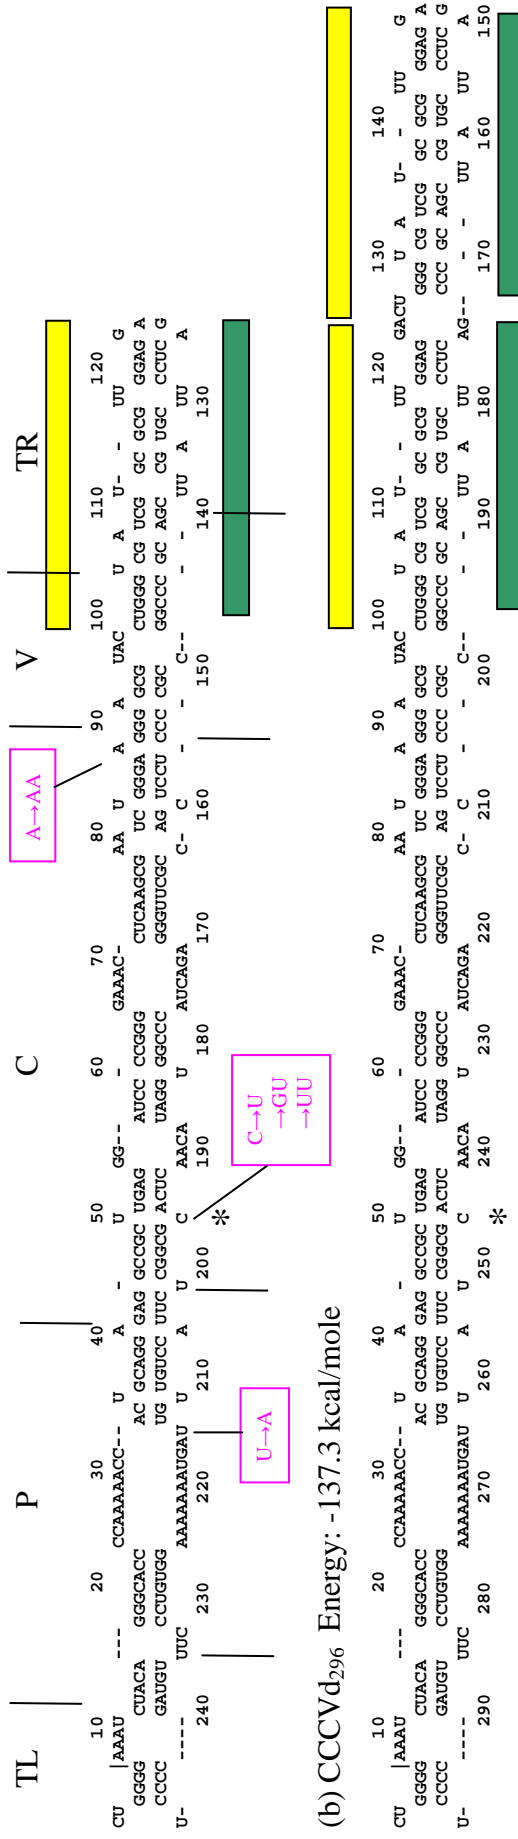 TL P C V TR
A→AA
10 20 30 40 50 60 70 80 90 100 110 120
CU |AAAU --- CCAAAAACC-- U A - U GG-- - GAAAC- AA U A A UAC U A U- - UU G
GGGG CUACA GGGCACC AC GCAGG GAG GCCGC UGAG AUCC CCGGG CUCAAGCG UC GGGA GGG GCG CUGGG CG UCG GC GCG GGAG A
CCCC GAUGU CCUGUGG UG UGUCC UUC CGGCG ACUC UAGG GGCCC GGGUUCGC AG UCCU CCC CGC GGCCC GC AGC CG UGC CCUC G
U- ---- UUC AAAAAAAUGAU U A U C AACA U AUCAGA C- C - - C-- - - UU A UU A
240 230 220 210 200 190 180 170 160 150 140 130
*
U→A
C→U
→GU
→UU
(b) CCCVd₂₉₆ Energy: -137.3 kcal/mole
10 20 30 40 50 60 70 80 90 100 110 120 130 140
CU |AAAU --- CCAAAAACC-- U A - U GG-- - GAAAC- AA U A A UAC U A U- - UU GACU U A U- - UU G
GGGG CUACA GGGCACC AC GCAGG GAG GCCGC UGAG AUCC CCGGG CUCAAGCG UC GGGA GGG GCG CUGGG CG UCG GC GCG GGAG GGG CG UCG GC GCG GGAG A
CCCC GAUGU CCUGUGG UG UGUCC UUC CGGCG ACUC UAGG GGCCC GGGUUCGC AG UCCU CCC CGC GGCCC GC AGC CG UGC CCUC CCC GC AGC CG UGC CCUC G
U- ---- UUC AAAAAAAUGAU U A U C AACA U AUCAGA C- C - - C-- - - UU A UU AG-- - - UU A UU A
290 280 270 260 250 240 230 220 210 200 190 180 170 160 150
*